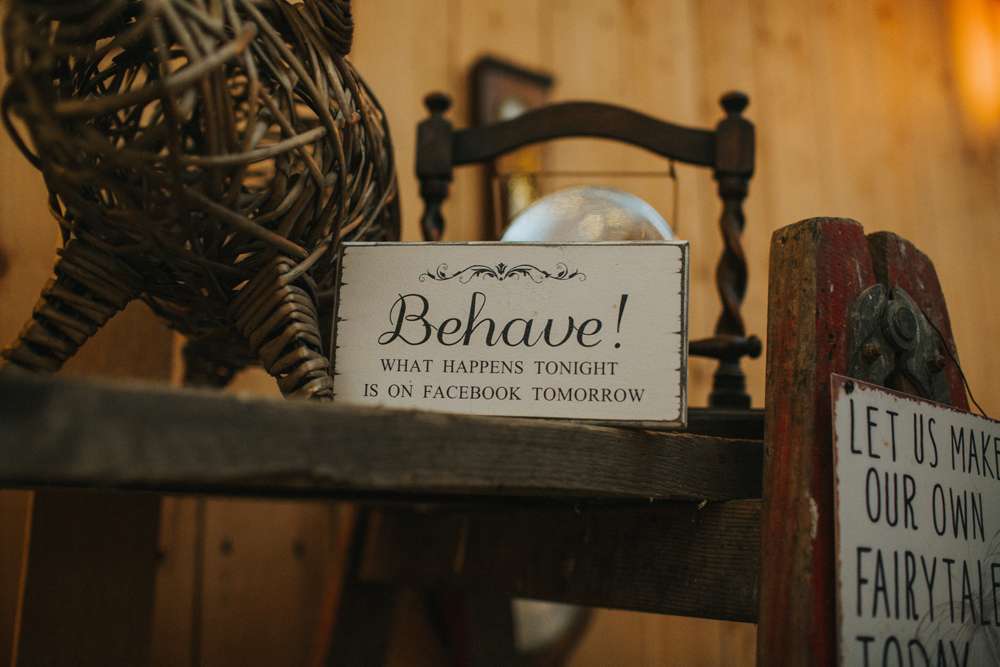 Behave!
WHAT HAPPENS TONIGHT
IS ON FACEBOOK TOMORROW
LET US MAKE
OUR OWN
FAIRYTALE
TODAY